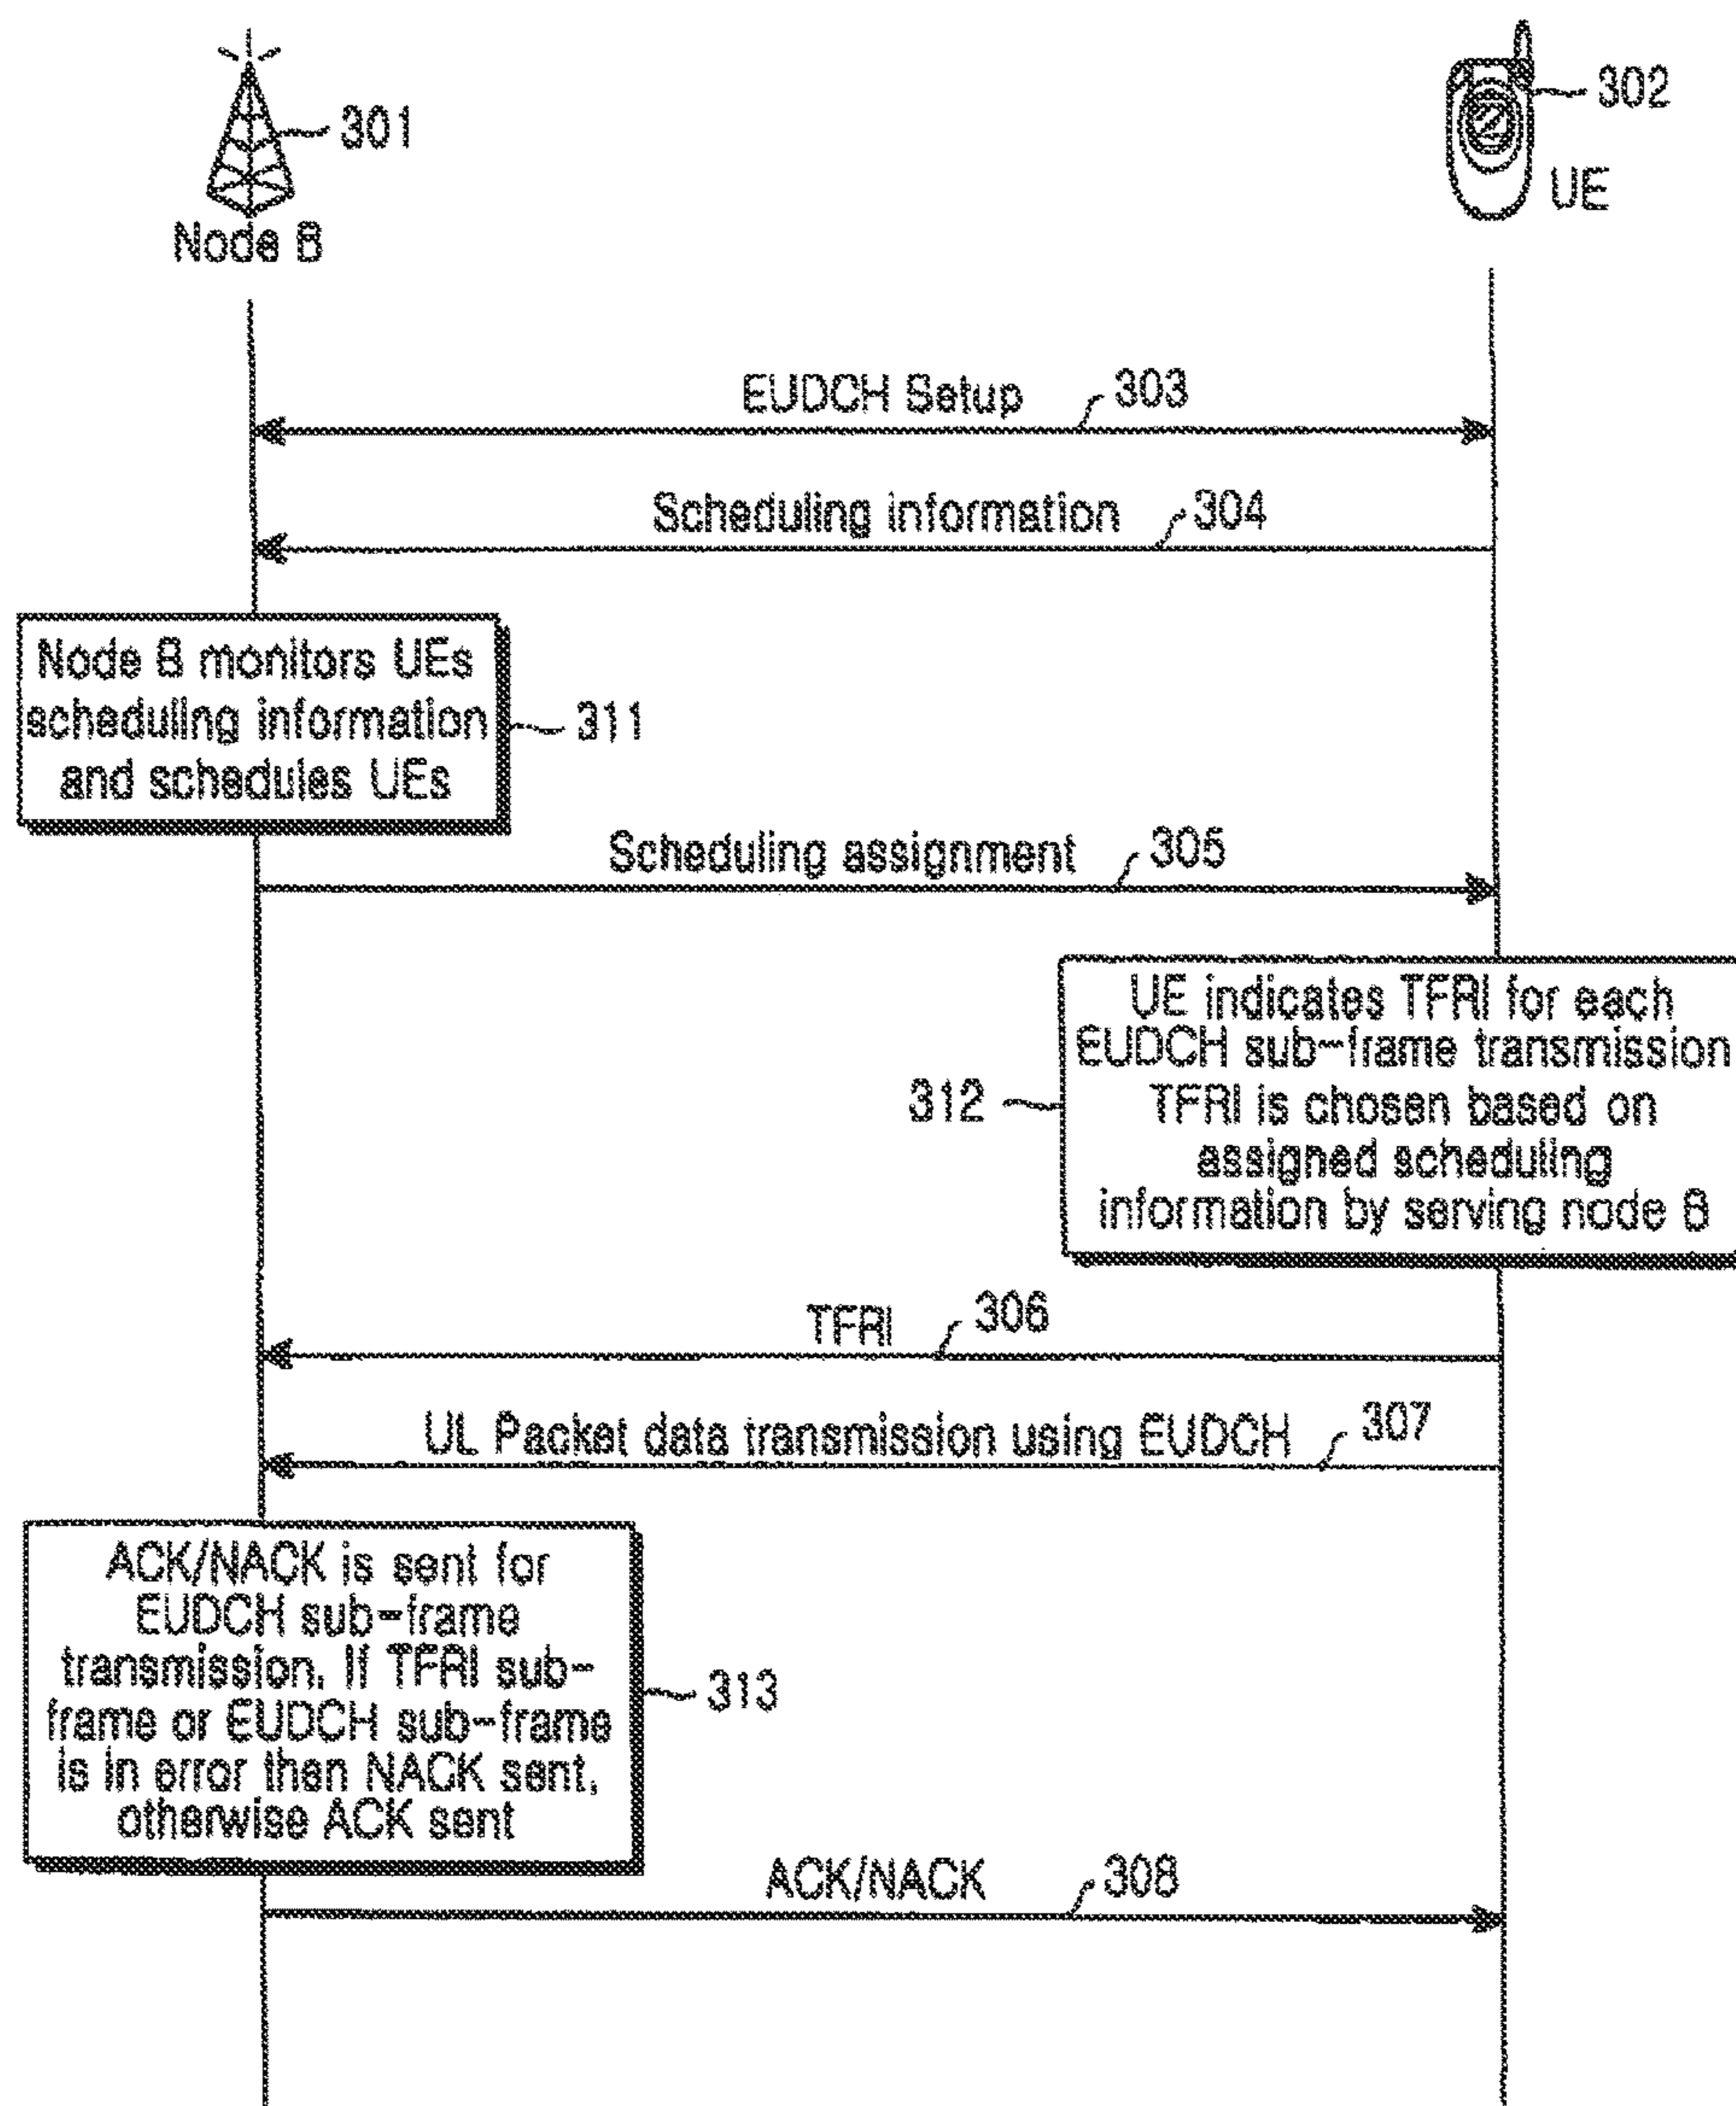 301
302
UE
Node B
EUDCH Setup 303
Scheduling information 304
Node B monitors UEs
scheduling information
and schedules UEs
311
Scheduling assignment 305
UE indicates TFRI for each
EUDCH sub-frame transmission
TFRI is chosen based on
assigned scheduling
information by serving node B
312
TFRI 306
UL Packet data transmission using EUDCH 307
ACK/NACK is sent for
EUDCH sub-frame
transmission. If TFRI sub-
frame or EUDCH sub-frame
is in error then NACK sent,
otherwise ACK sent
313
ACK/NACK 308